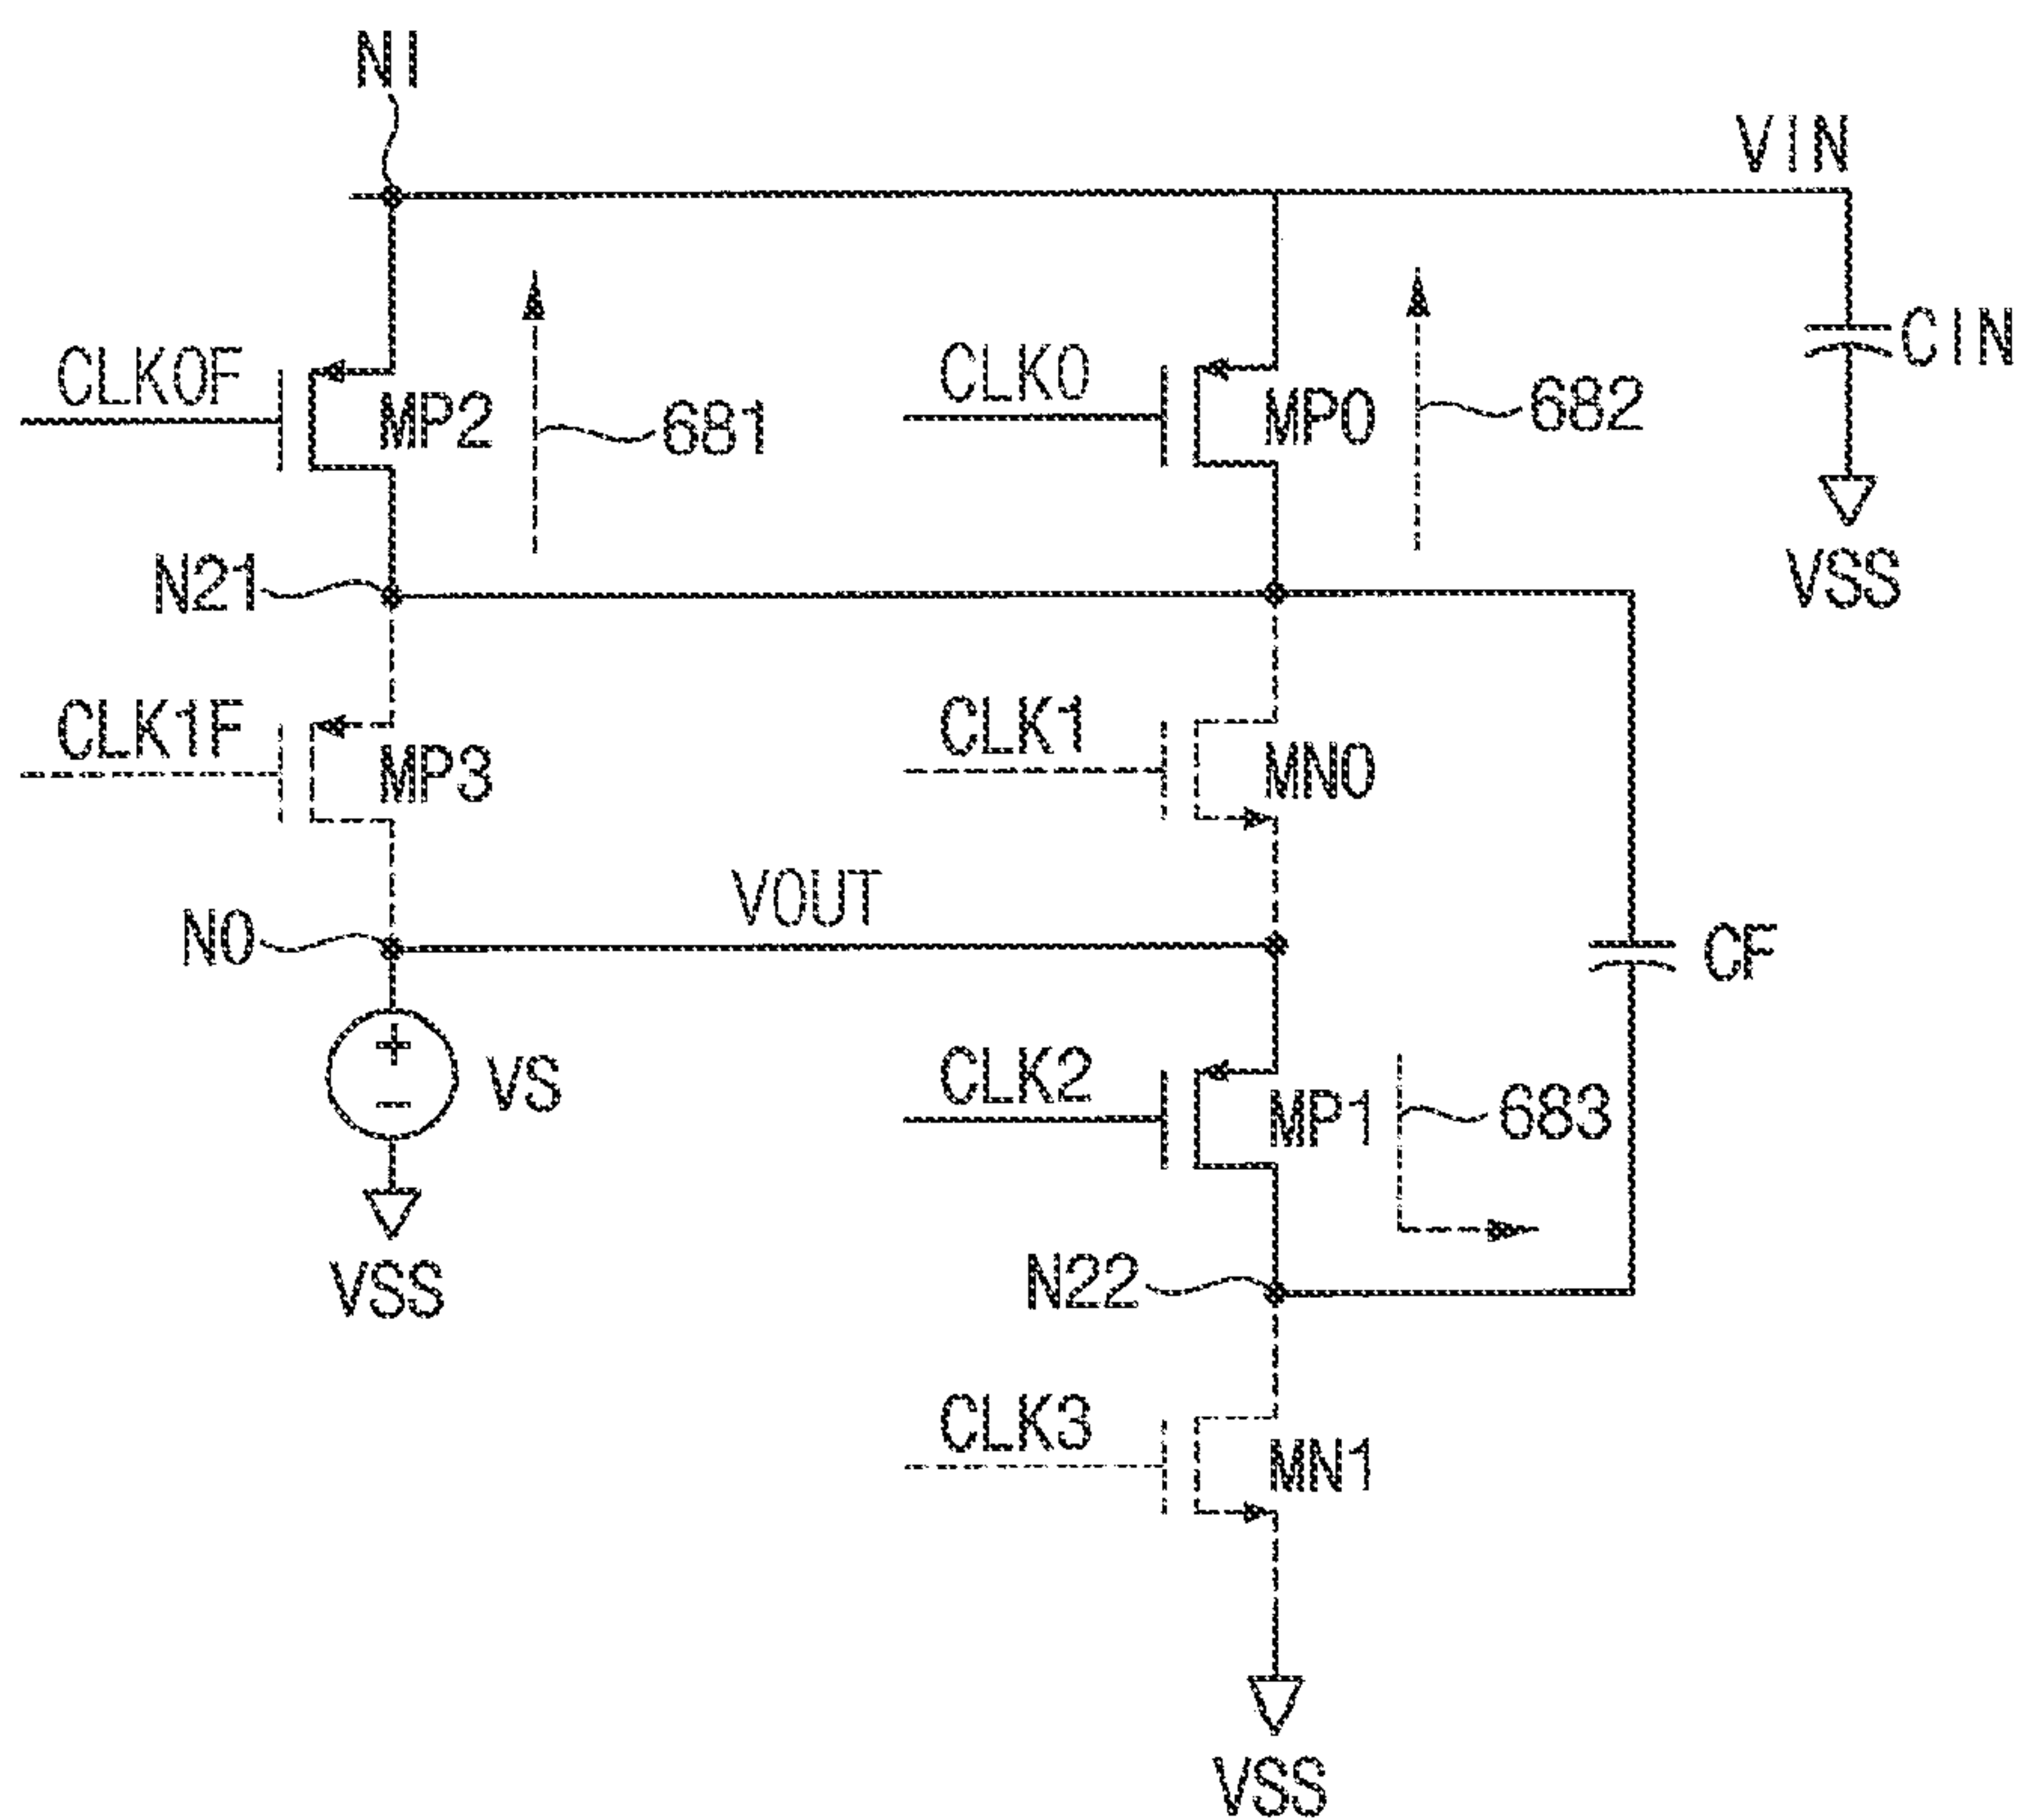 NI
VIN
CLK0F
MP2
681
CLK0
MP0
682
CIN
VSS
N21
CLK1F
MP3
CLK1
MN0
VOUT
NO
CF
VS
CLK2
MP1
683
VSS
N22
CLK3
MN1
VSS